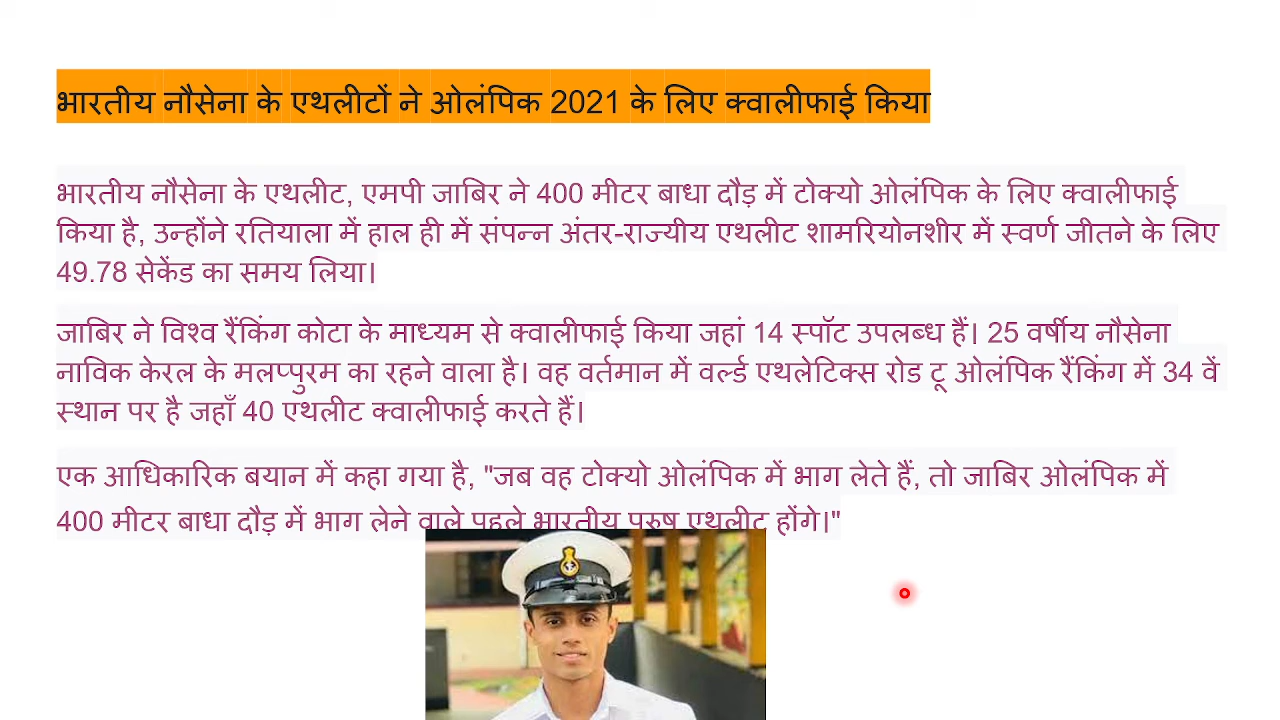 भारतीय नौसेना के एथलीटों ने ओलंपिक 2021 के लिए क्वालीफाई किया
भारतीय नौसेना के एथलीट, एमपी जाबिर ने 400 मीटर बाधा दौड़ में टोक्यो ओलंपिक के लिए क्वालीफाई
किया है, उन्होंने रतियाला में हाल ही में संपन्न अंतर-राज्यीय एथलीट शामरियोनशीर में स्वर्ण जीतने के लिए
49.78 सेकेंड का समय लिया।
जाबिर ने विश्व रैंकिंग कोटा के माध्यम से क्वालीफाई किया जहां 14 स्पॉट उपलब्ध हैं। 25 वर्षीय नौसेना
नाविक केरल के मलप्पुरम का रहने वाला है। वह वर्तमान में वर्ल्ड एथलेटिक्स रोड टू ओलंपिक रैंकिंग में 34 वें
स्थान पर है जहाँ 40 एथलीट क्वालीफाई करते हैं।
एक आधिकारिक बयान में कहा गया है, "जब वह टोक्यो ओलंपिक में भाग लेते हैं, तो जाबिर ओलंपिक में
400 मीटर बाधा दौड़ में भाग लेने वाले पहले भारतीय पुरुष एथलीट होंगे।"